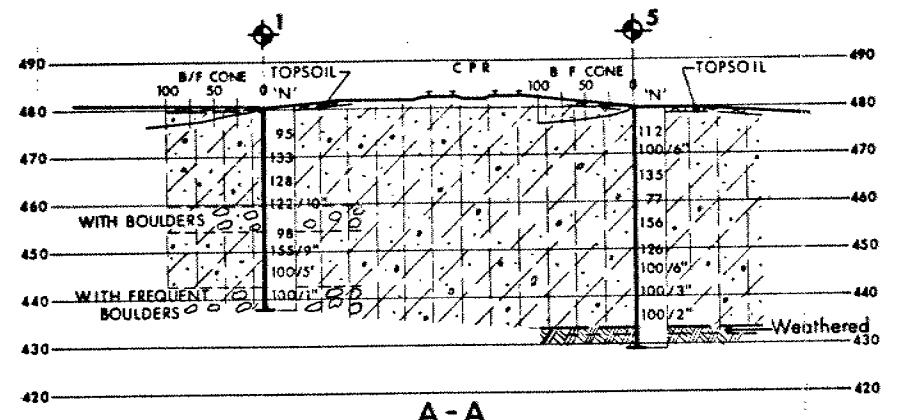 1
5
490
490
B/F CONE
TOPSOIL
C P R
B F CONE
TOPSOIL
100 50 0 'N'
100 50 0 'N'
480
480
95
112
133
100/6"
470
470
128
135
122/10"
77
460
460
WITH BOULDERS
98
156
155/9"
126
450
450
100/5'
100/6"
WITH FREQUENT
BOULDERS
130/1"
100/3"
440
440
100/2"
Weathered
430
430
420
420
A - A